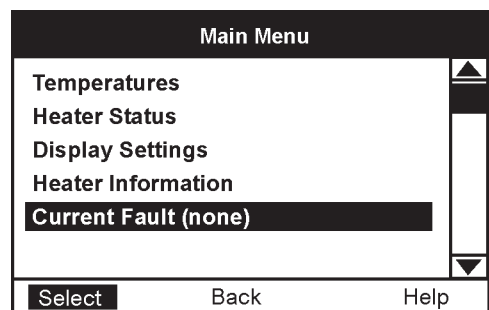 Main Menu
Temperatures
Heater Status
Display Settings
Heater Information
Current Fault (none)
Select Back Help